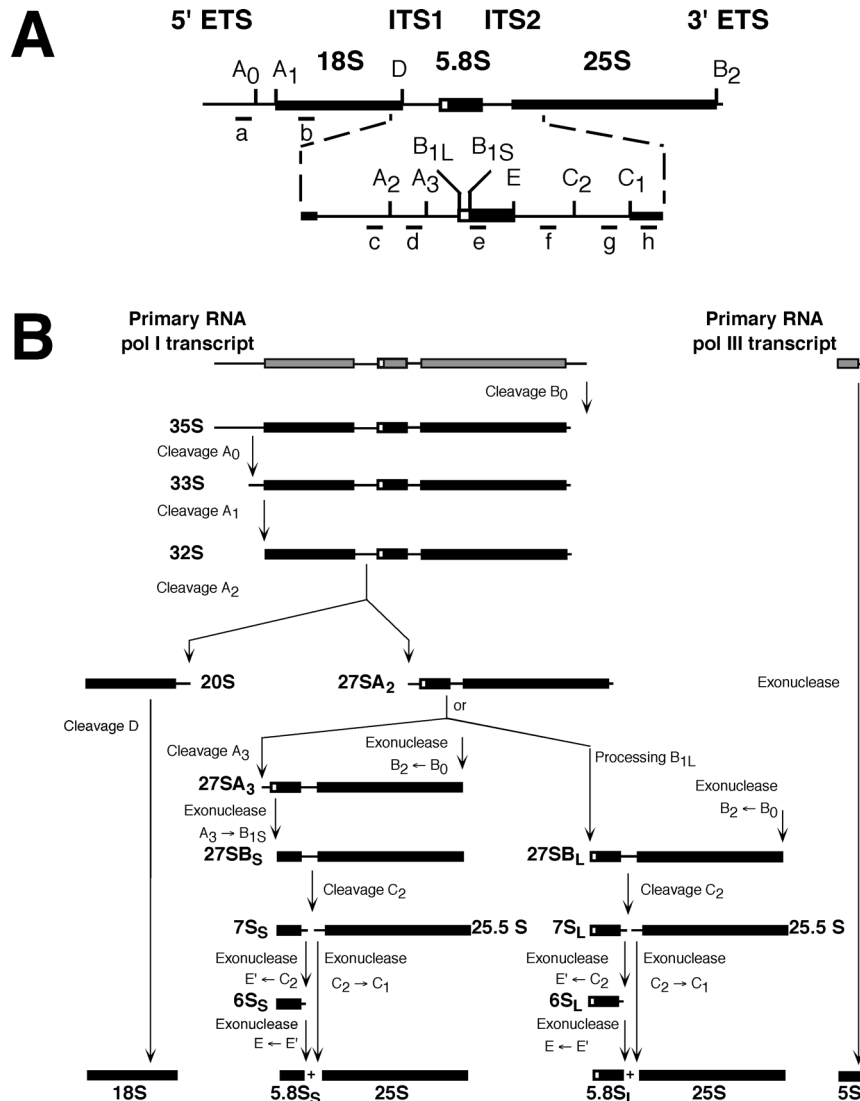 A
5' ETS ITS1 ITS2 3' ETS
18S 5.8S 25S
A0 A1 D B2
a b
B1L B1S
A2 A3 E C2 C1
c d e f g h
B
Primary RNA
pol I transcript
Primary RNA
pol III transcript
Cleavage B0
35S
Cleavage A0
33S
Cleavage A1
32S
Cleavage A2
20S 27SA2
Exonuclease
or
Cleavage D
Cleavage A3
Exonuclease
B2 ← B0
Processing B1L
27SA3
Exonuclease
B2 ← B0
Exonuclease
A3 → B1S
27SBS 27SBL
Cleavage C2 Cleavage C2
7SS 25.5 S 7SL 25.5 S
Exonuclease Exonuclease Exonuclease Exonuclease
E' ← C2 C2 → C1 E' ← C2 C2 → C1
6SS 6SL
Exonuclease Exonuclease
E ← E' E ← E'
+ +
18S 5.8SS 25S 5.8SL 25S 5S